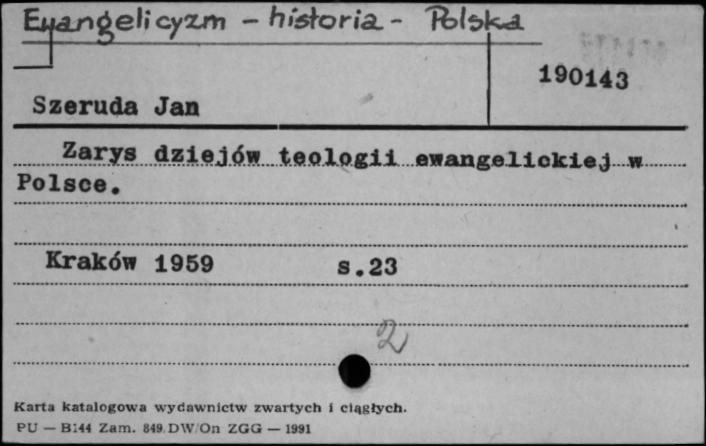 Ewangelicyzm - historia - Polska
190143
Szeruda Jan
Zarys dziejów teologii ewangelickiej w
Polsce.
Kraków 1959 s.23
2
Karta katalogowa wydawnictw zwartych i ciągłych.
PU — B144 Zam. 849. DW/On ZGG — 1991